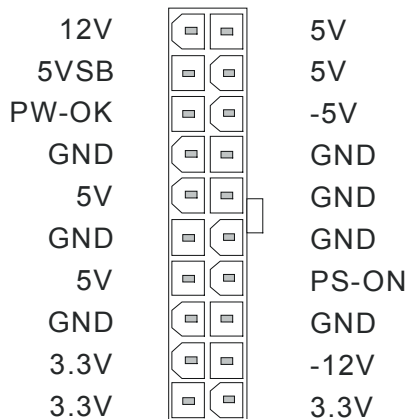 12V 5V
5VSB 5V
PW-OK -5V
GND GND
5V GND
GND GND
5V PS-ON
GND GND
3.3V -12V
3.3V 3.3V